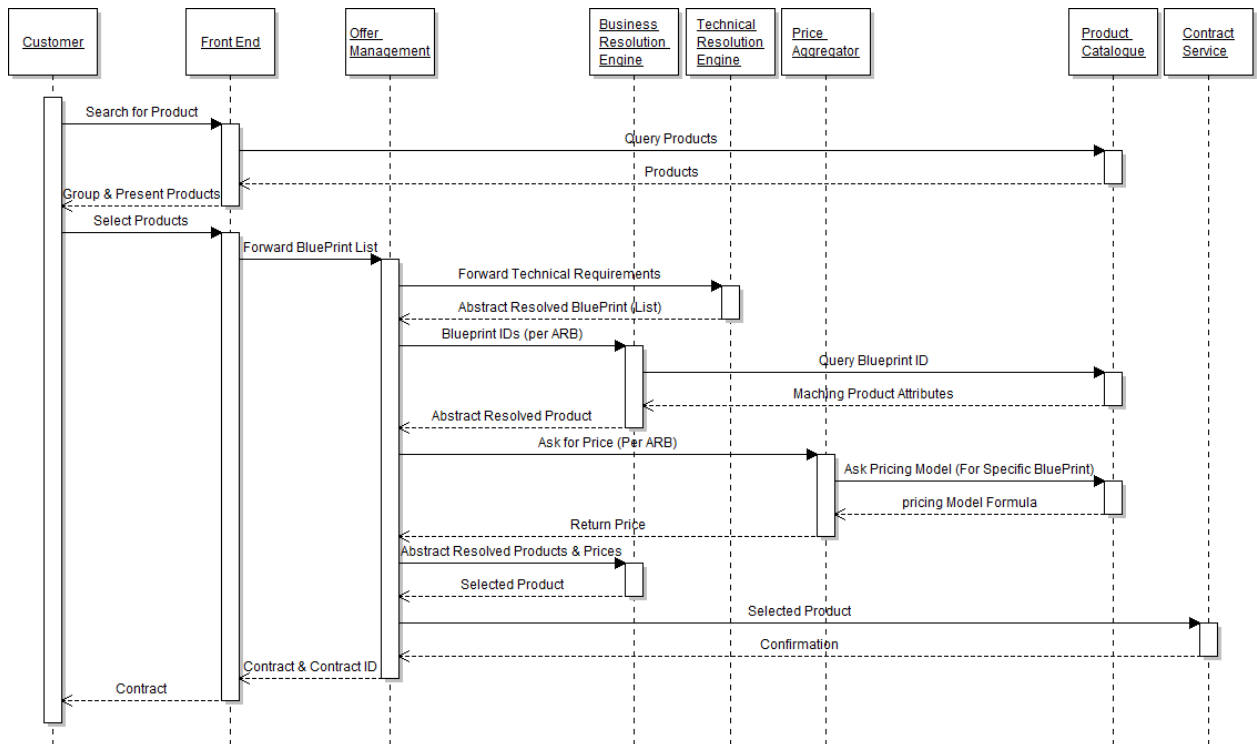 Customer
Front End
Offer
Management
Business
Resolution
Engine
Technical
Resolution
Engine
Price
Aggregator
Product
Catalogue
Contract
Service
Search for Product
Query Products
Products
Group & Present Products
Select Products
Forward BluePrint List
Forward Technical Requirements
Abstract Resolved BluePrint (List)
Blueprint IDs (per ARB)
Query Blueprint ID
Maching Product Attributes
Abstract Resolved Product
Ask for Price (Per ARB)
Ask Pricing Model (For Specific BluePrint)
pricing Model Formula
Return Price
Abstract Resolved Products & Prices
Selected Product
Selected Product
Confirmation
Contract & Contract ID
Contract